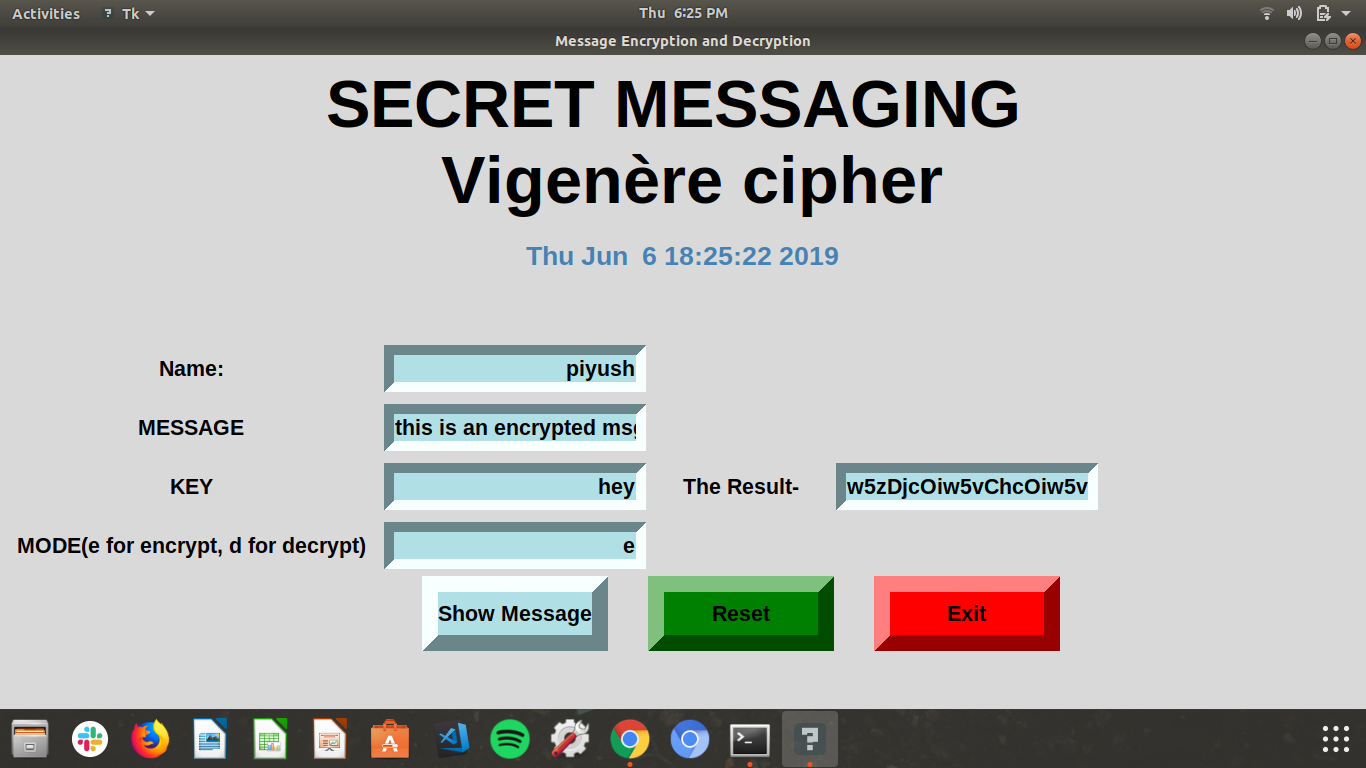 Activities
Tk
Thu 6:25 PM
Message Encryption and Decryption
SECRET MESSAGING
Vigenère cipher
Thu Jun  6 18:25:22 2019
Name:
piyush
MESSAGE
this is an encrypted msg
KEY
hey
The Result-
w5zDjcOiw5vChcOiw5v
MODE(e for encrypt, d for decrypt)
e
Show Message
Reset
Exit